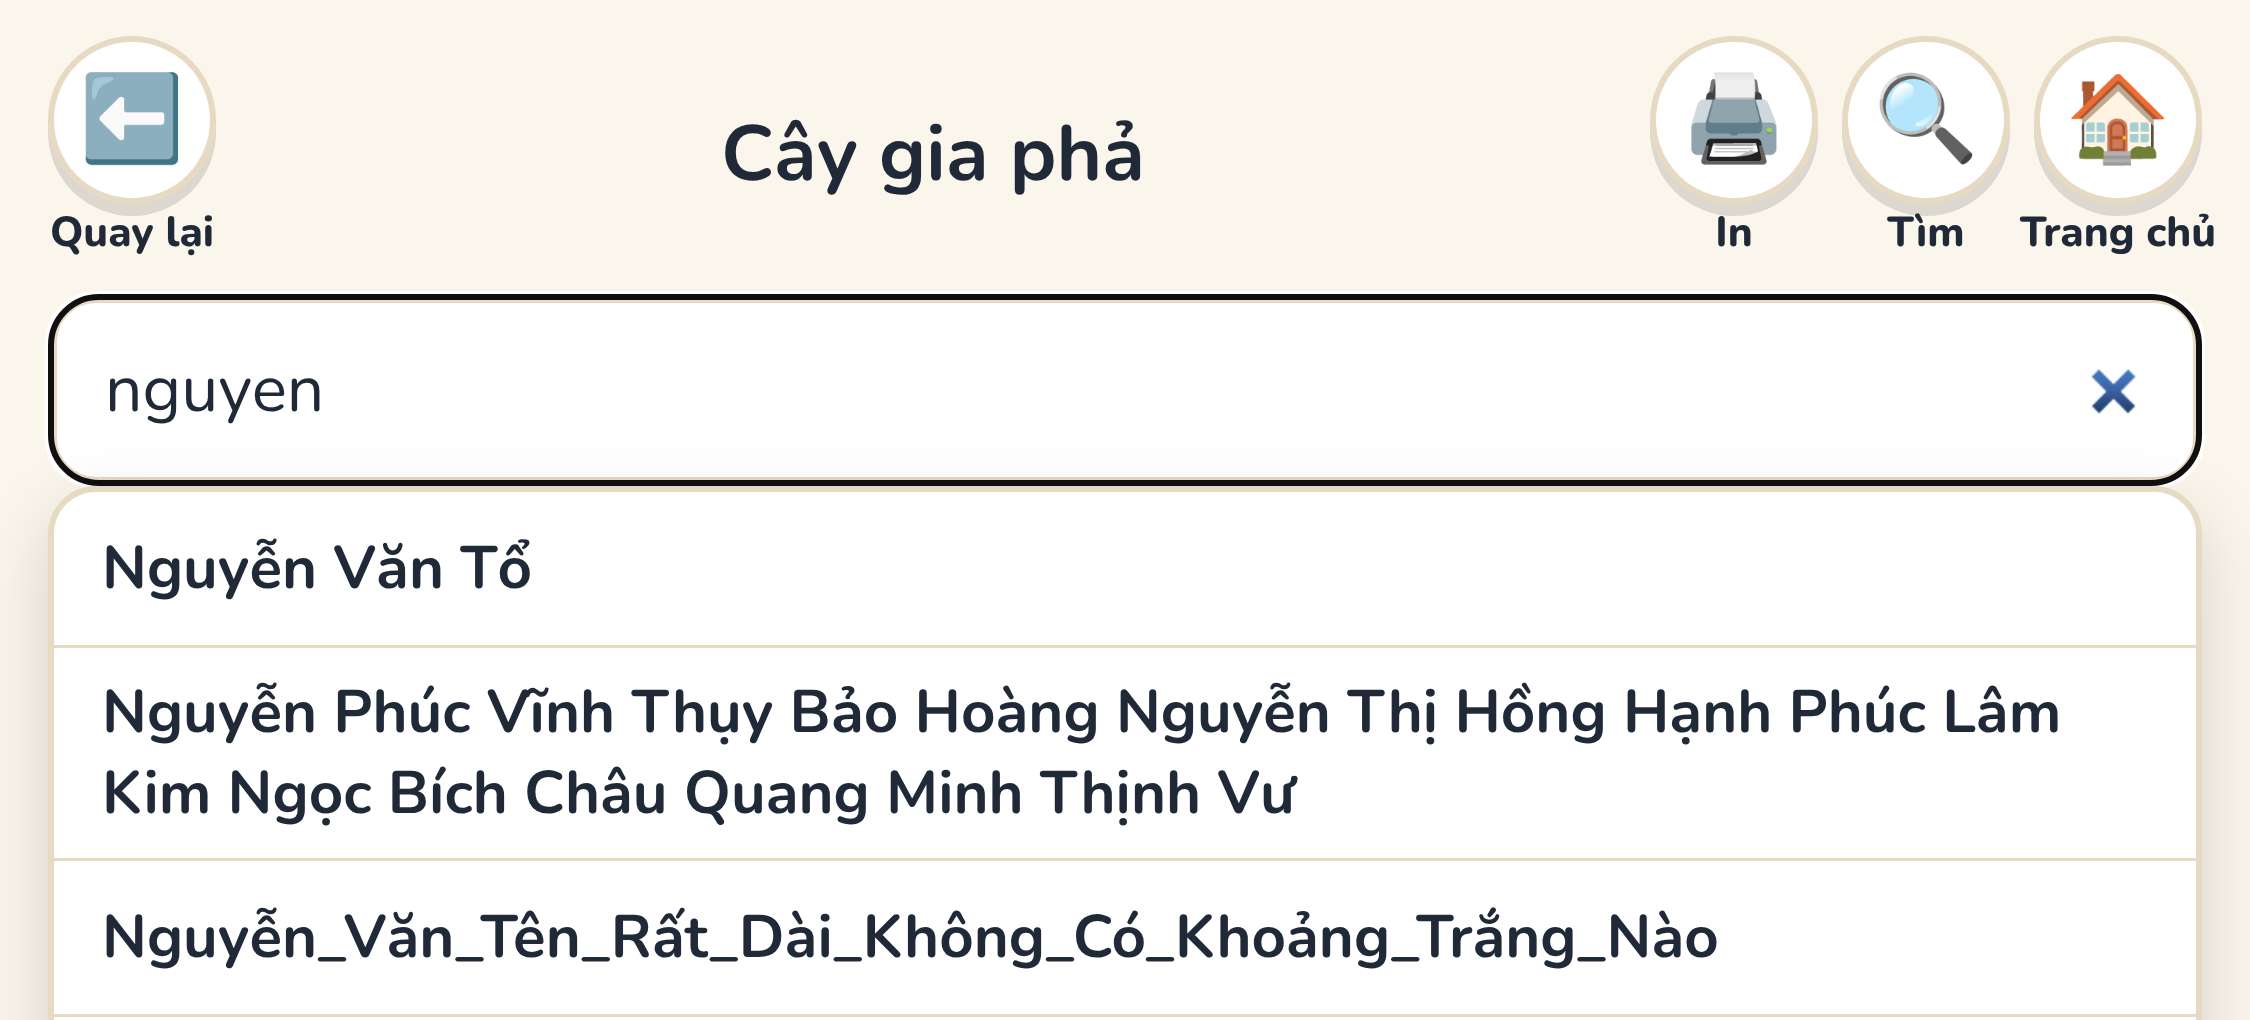 Cây gia phả
Quay lại
In
Tìm
Trang chủ
nguyen
Nguyễn Văn Tổ
Nguyễn Phúc Vĩnh Thụy Bảo Hoàng Nguyễn Thị Hồng Hạnh Phúc Lâm
Kim Ngọc Bích Châu Quang Minh Thịnh Vư
Nguyễn_Văn_Tên_Rất_Dài_Không_Có_Khoảng_Trắng_Nào